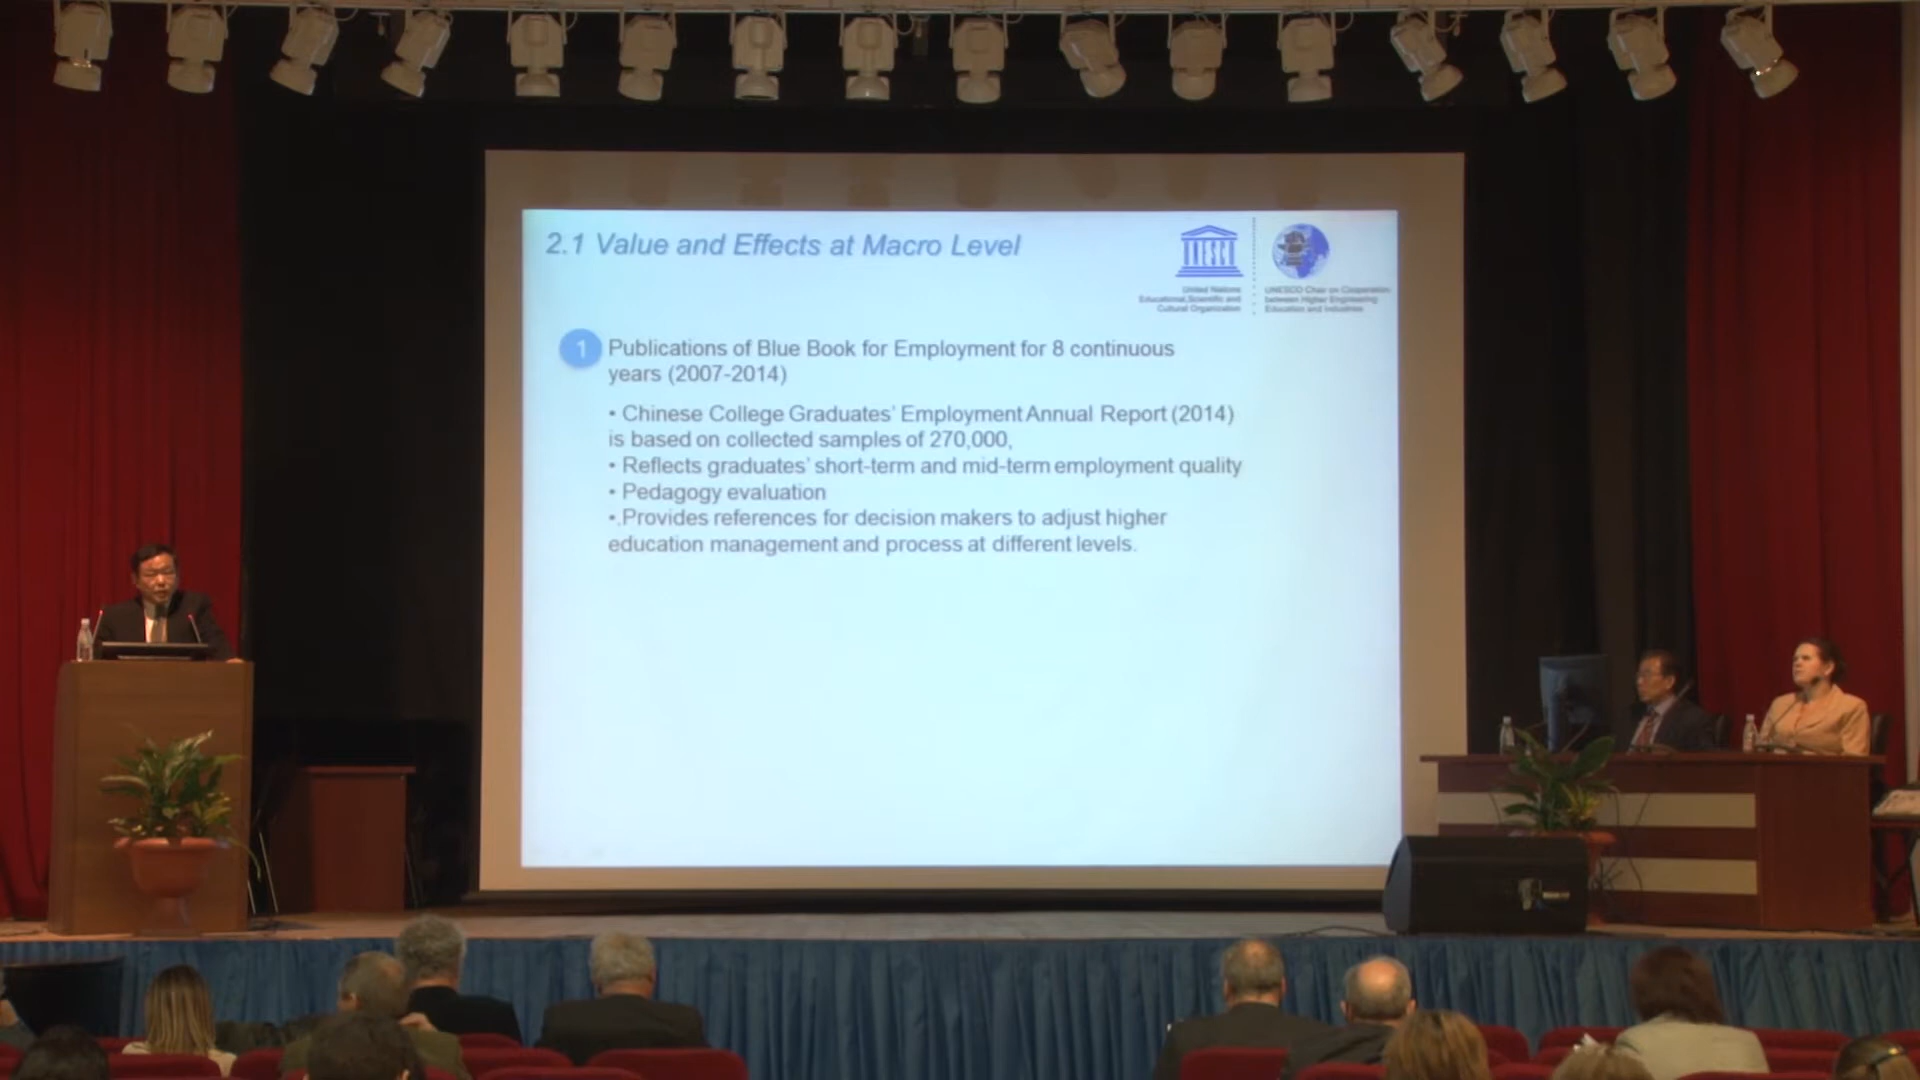 2.1 Value and Effects at Macro Level
UNESCO
United Nations
Educational, Scientific and
Cultural Organization
UNESCO Chair on Cooperation
between Higher Engineering
Education and Industries
1
Publications of Blue Book for Employment for 8 continuous
years (2007-2014)
• Chinese College Graduates’ Employment Annual Report (2014)
is based on collected samples of 270,000,
• Reflects graduates’ short-term and mid-term employment quality
• Pedagogy evaluation
•.Provides references for decision makers to adjust higher
education management and process at different levels.